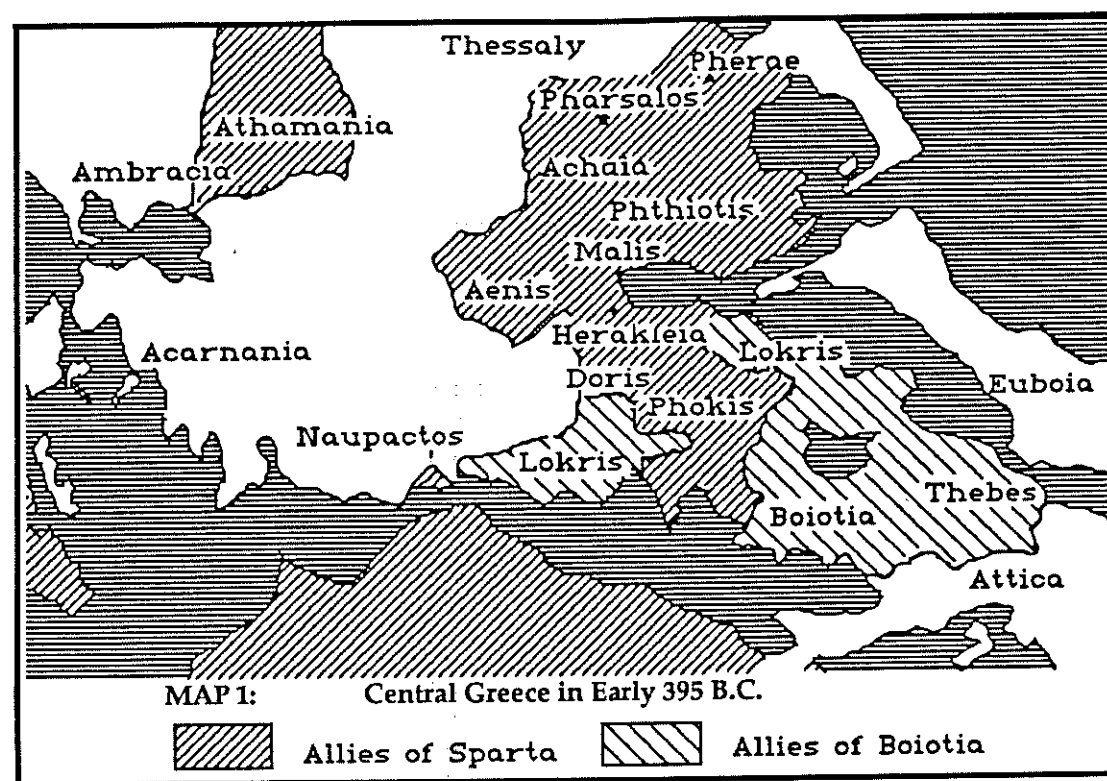 Thessaly
Pherae
Pharsalos
Athamania
Ambracia
Achaia
Phthiotis
Malis
Aenis
Herakleia
Acarnania
Lokris
Doris
Euboia
Phokis
Naupactos
Lokris
Thebes
Boiotia
Attica
MAP 1: Central Greece in Early 395 B.C.
Allies of Sparta Allies of Boiotia